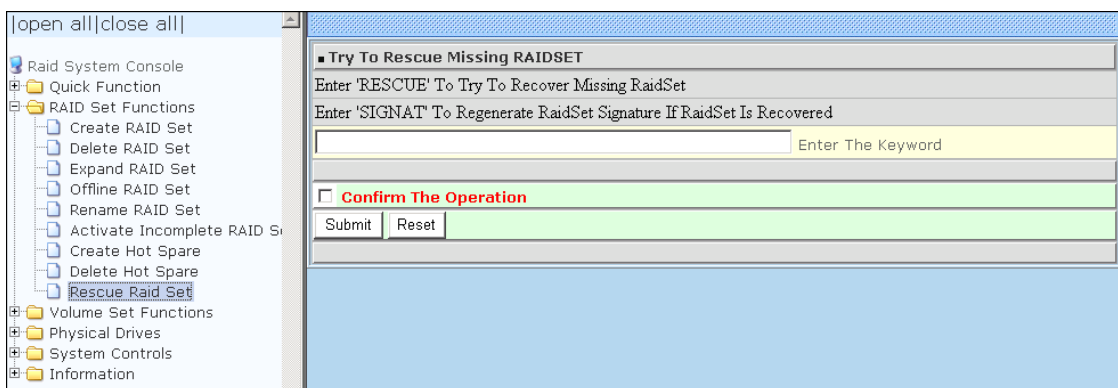 |open all|close all|
Raid System Console
Quick Function
RAID Set Functions
Create RAID Set
Delete RAID Set
Expand RAID Set
Offline RAID Set
Rename RAID Set
Activate Incomplete RAID S
Create Hot Spare
Delete Hot Spare
Rescue Raid Set
Volume Set Functions
Physical Drives
System Controls
Information
Try To Rescue Missing RAIDSET
Enter 'RESCUE' To Try To Recover Missing RaidSet
Enter 'SIGNAT' To Regenerate RaidSet Signature If RaidSet Is Recovered
Enter The Keyword
Confirm The Operation
Submit Reset